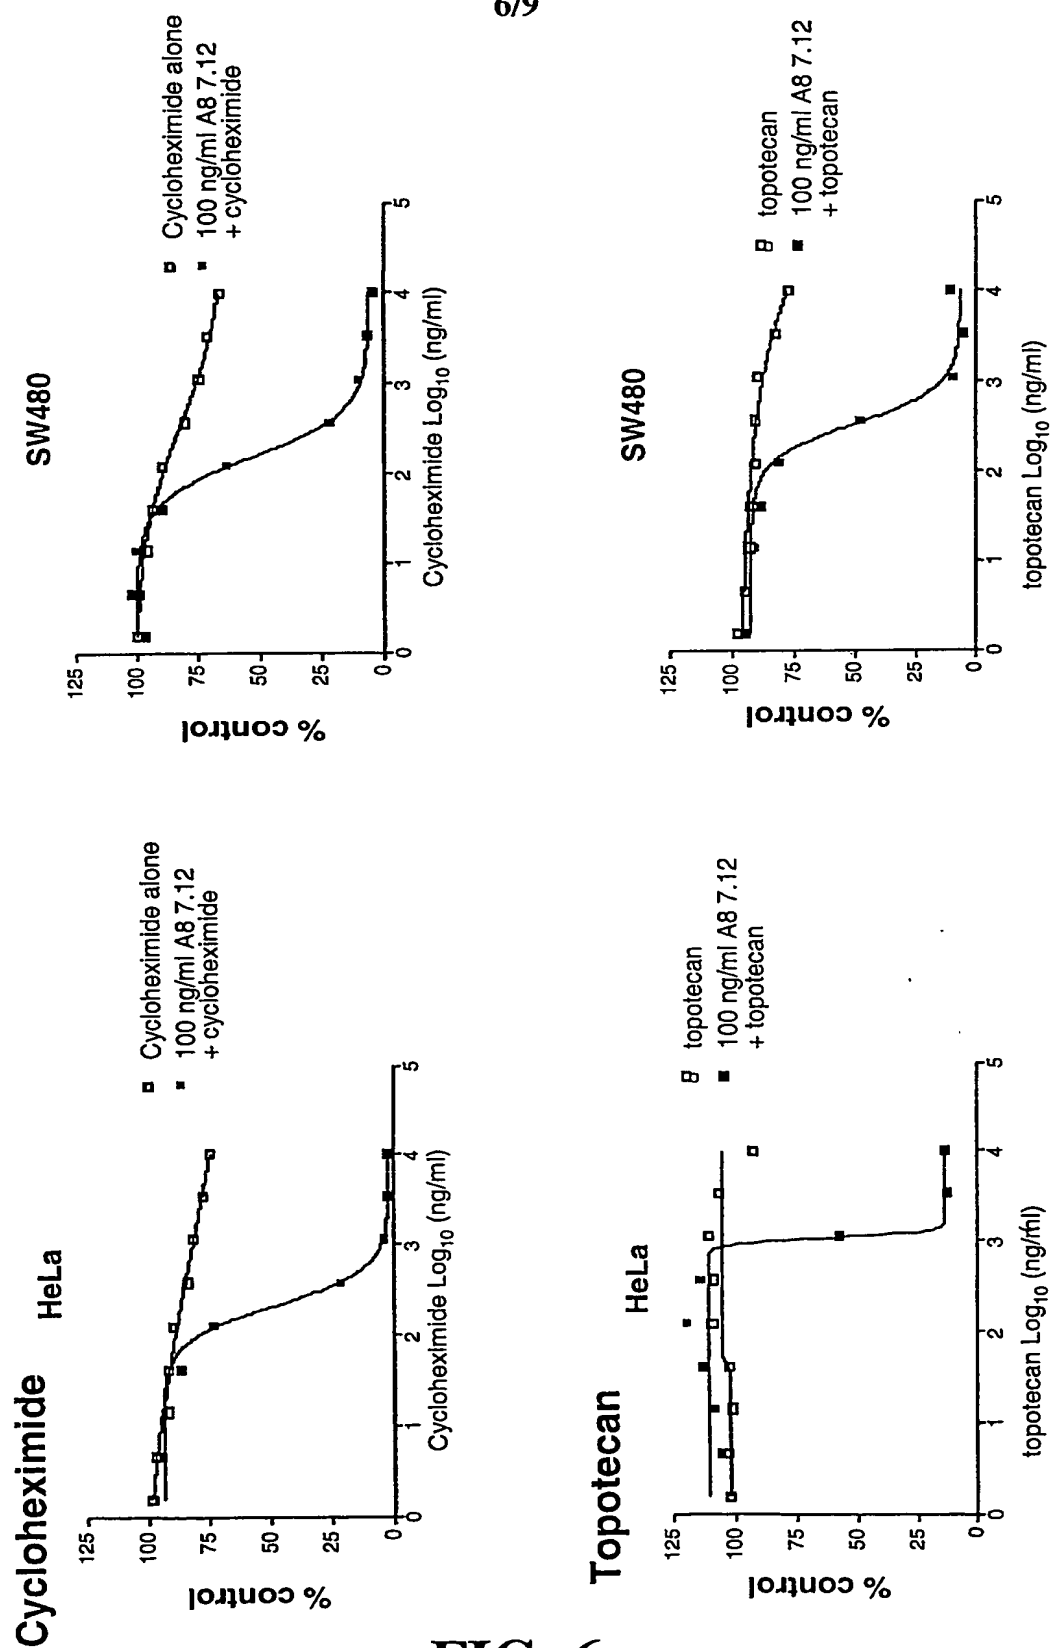 6/9
Cycloheximide
HeLa
% control
125
100
75
50
25
0
0
1
2
3
4
5
Cycloheximide Log10 (ng/ml)
Cycloheximide alone
100 ng/ml A8 7.12
+ cycloheximide
SW480
% control
125
100
75
50
25
0
0
1
2
3
4
5
Cycloheximide Log10 (ng/ml)
Cycloheximide alone
100 ng/ml A8 7.12
+ cycloheximide
Topotecan
HeLa
% control
125
100
75
50
25
0
0
1
2
3
4
5
topotecan Log10 (ng/ml)
topotecan
100 ng/ml A8 7.12
+ topotecan
SW480
% control
125
100
75
50
25
0
0
1
2
3
4
5
topotecan Log10 (ng/ml)
topotecan
100 ng/ml A8 7.12
+ topotecan
FIG. 6